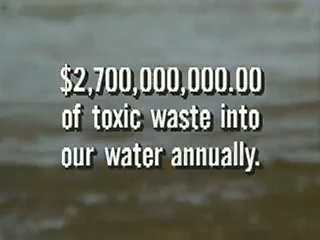 $2,700,000,000.00
of toxic waste into
our water annually.